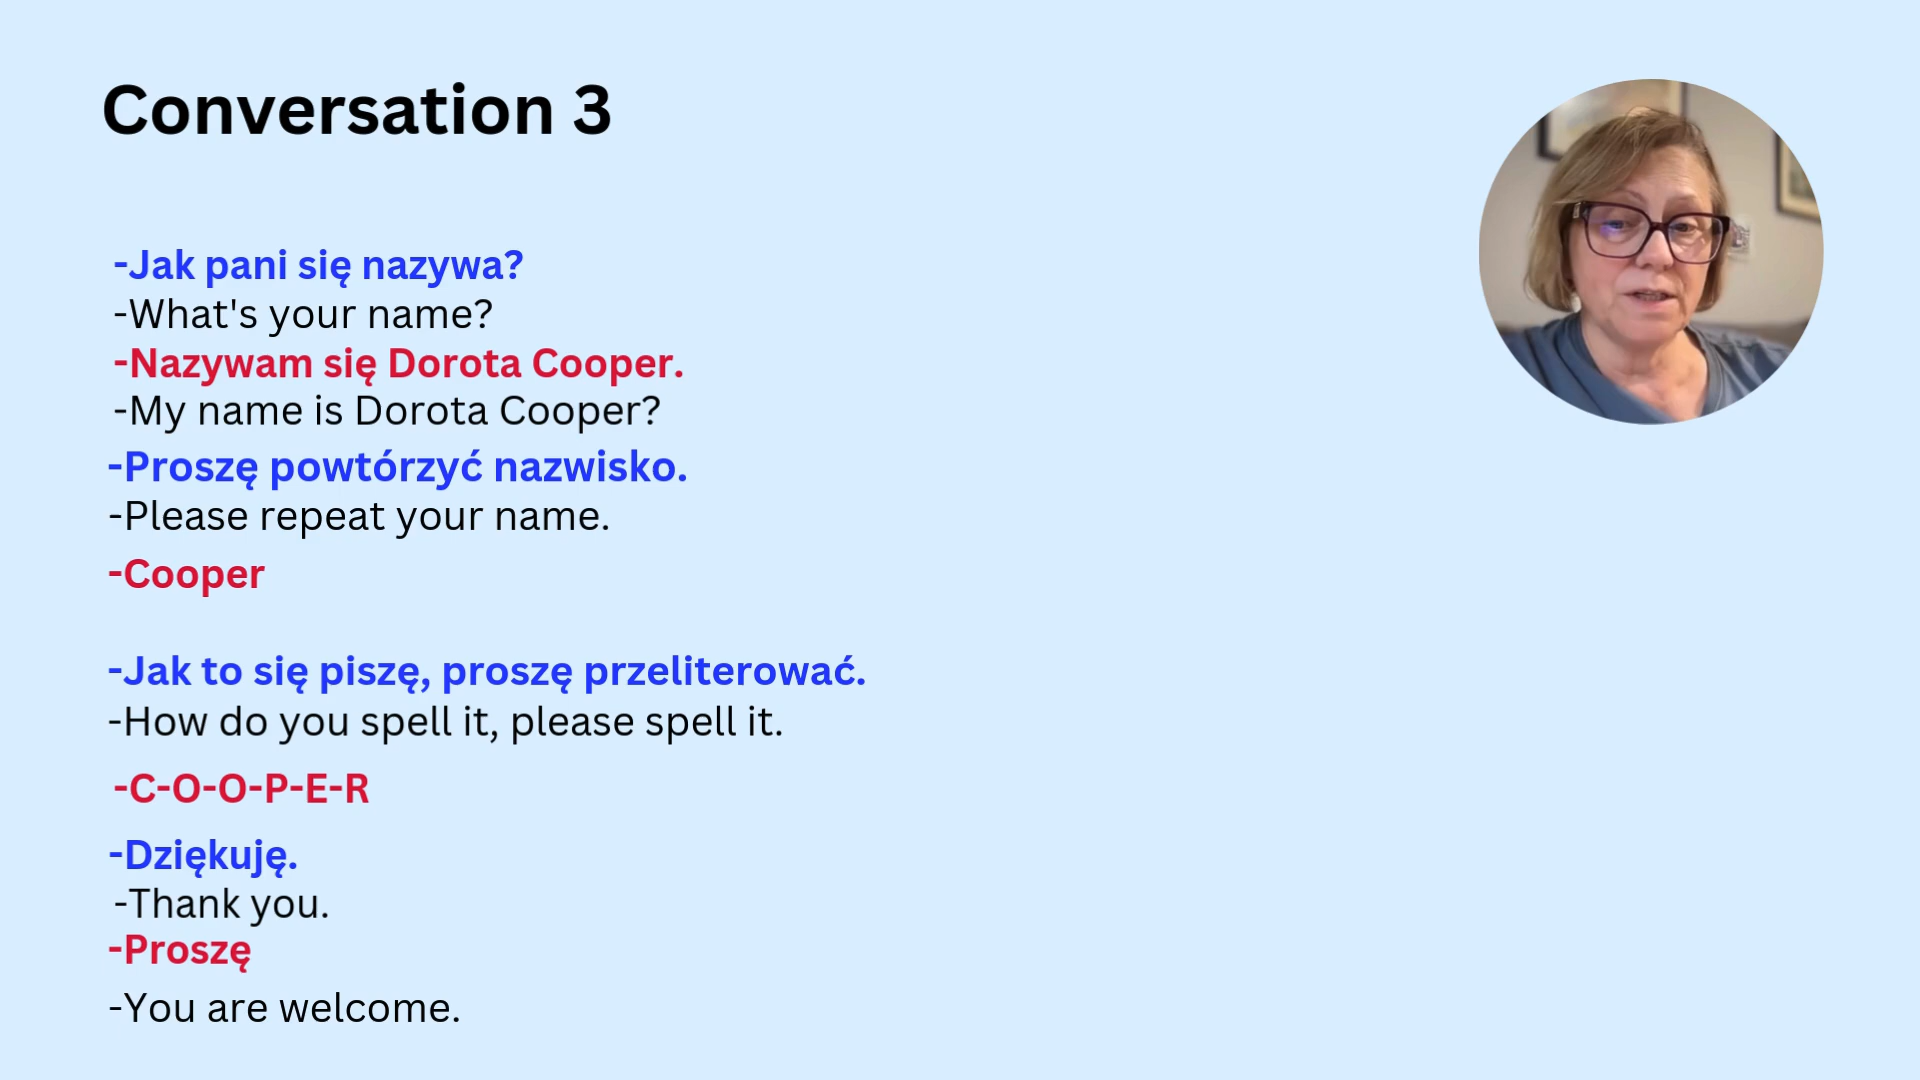 Conversation 3
-Jak pani się nazywa?
-What's your name?
-Nazywam się Dorota Cooper.
-My name is Dorota Cooper?
-Proszę powtórzyć nazwisko.
-Please repeat your name.
-Cooper
-Jak to się piszę, proszę przeliterować.
-How do you spell it, please spell it.
-C-O-O-P-E-R
-Dziękuję.
-Thank you.
-Proszę
-You are welcome.